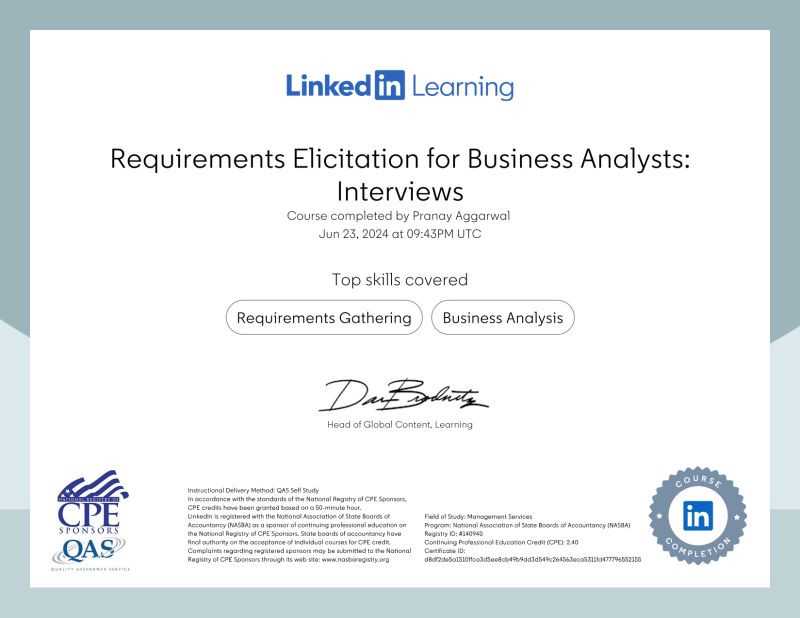 Linked in Learning
Requirements Elicitation for Business Analysts:
Interviews
Course completed by Pranay Aggarwal
Jun 23, 2024 at 09:43PM UTC
Top skills covered
Requirements Gathering
Business Analysis
Head of Global Content, Learning
NATIONAL REGISTRY OF
CPE
SPONSORS
QAS
QUALITY ASSURANCE SERVICE
Instructional Delivery Method: QAS Self Study
In accordance with the standards of the National Registry of CPE Sponsors,
CPE credits have been granted based on a 50-minute hour.
LinkedIn is registered with the National Association of State Boards of
Accountancy (NASBA) as a sponsor of continuing professional education on
the National Registry of CPE Sponsors. State boards of accountancy have
final authority on the acceptance of individual courses for CPE credit.
Complaints regarding registered sponsors may be submitted to the National
Registry of CPE Sponsors through its web site: www.nasbaregistry.org
Field of Study: Management Services
Program: National Association of State Boards of Accountancy (NASBA)
Registry ID: #140940
Continuing Professional Education Credit (CPE): 2.40
Certificate ID:
COURSE
in
COMPLETION